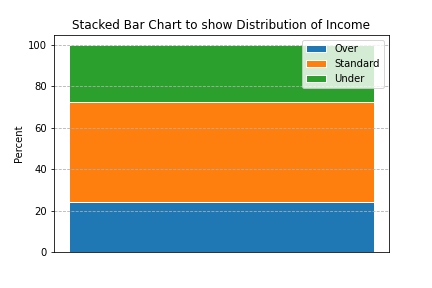 Stacked Bar Chart to show Distribution of Income
100
80
60
40
20
0
Percent
Over
Standard
Under